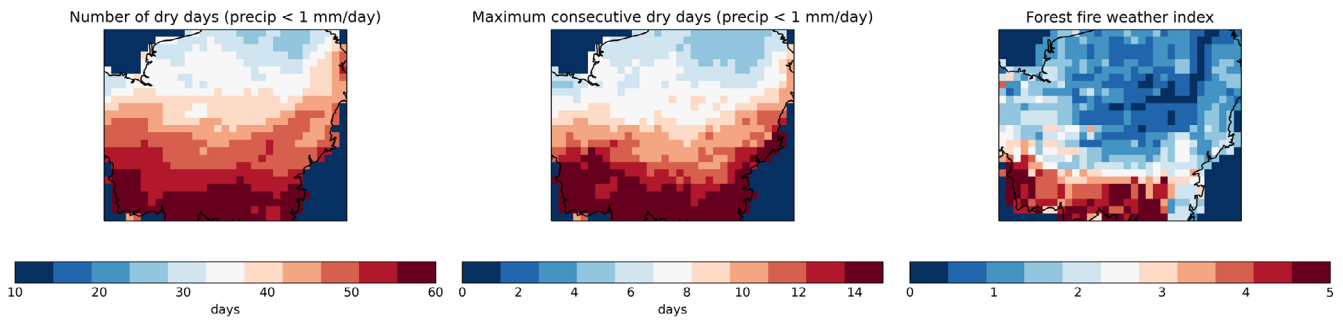 Number of dry days (precip < 1 mm/day)
Maximum consecutive dry days (precip < 1 mm/day)
Forest fire weather index
10 20 30 40 50 60
0 2 4 6 8 10 12 14
0 1 2 3 4 5
days
days